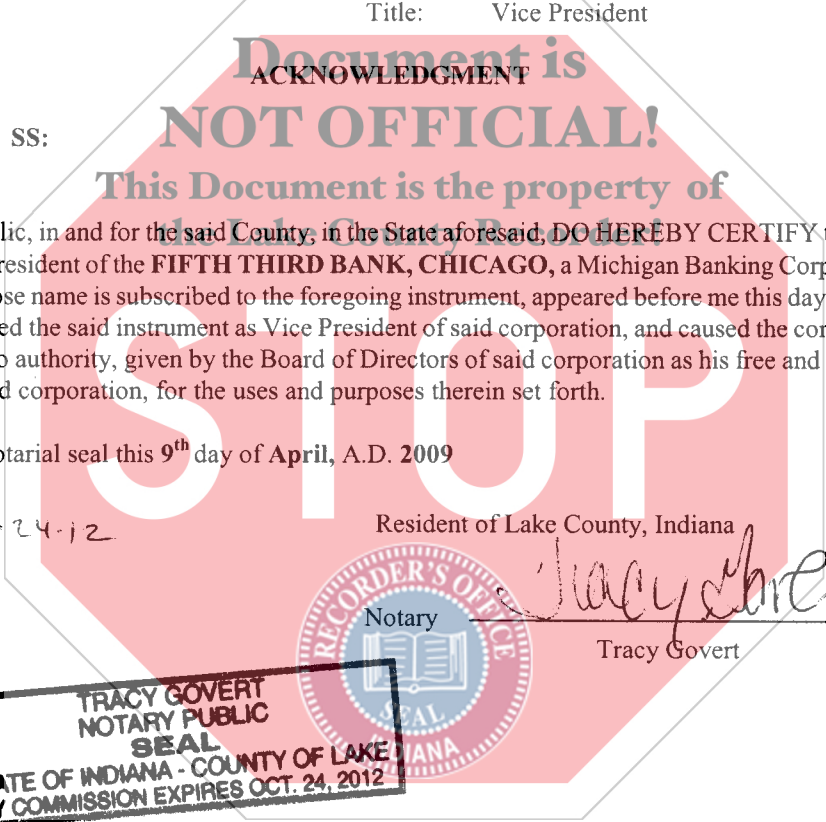 Title: Vice President
Document is
ACKNOWLEDGMENT
NOT OFFICIAL!
SS:
This Document is the property of
the Lake County Recorder!
lic, in and for the said County, in the State aforesaid, DO HEREBY CERTIFY
resident of the FIFTH THIRD BANK, CHICAGO, a Michigan Banking Corp
ose name is subscribed to the foregoing instrument, appeared before me this day
ed the said instrument as Vice President of said corporation, and caused the cor
o authority, given by the Board of Directors of said corporation as his free and
d corporation, for the uses and purposes therein set forth.
STOP
otarial seal this 9th day of April, A.D. 2009
24-12
Resident of Lake County, Indiana
Tracy Gove
Notary
Tracy Govert
RECORDER'S OFFICE
SEAL
INDIANA
TRACY GOVERT
NOTARY PUBLIC
SEAL
ATE OF INDIANA - COUNTY OF LAKE
Y COMMISSION EXPIRES OCT. 24, 2012